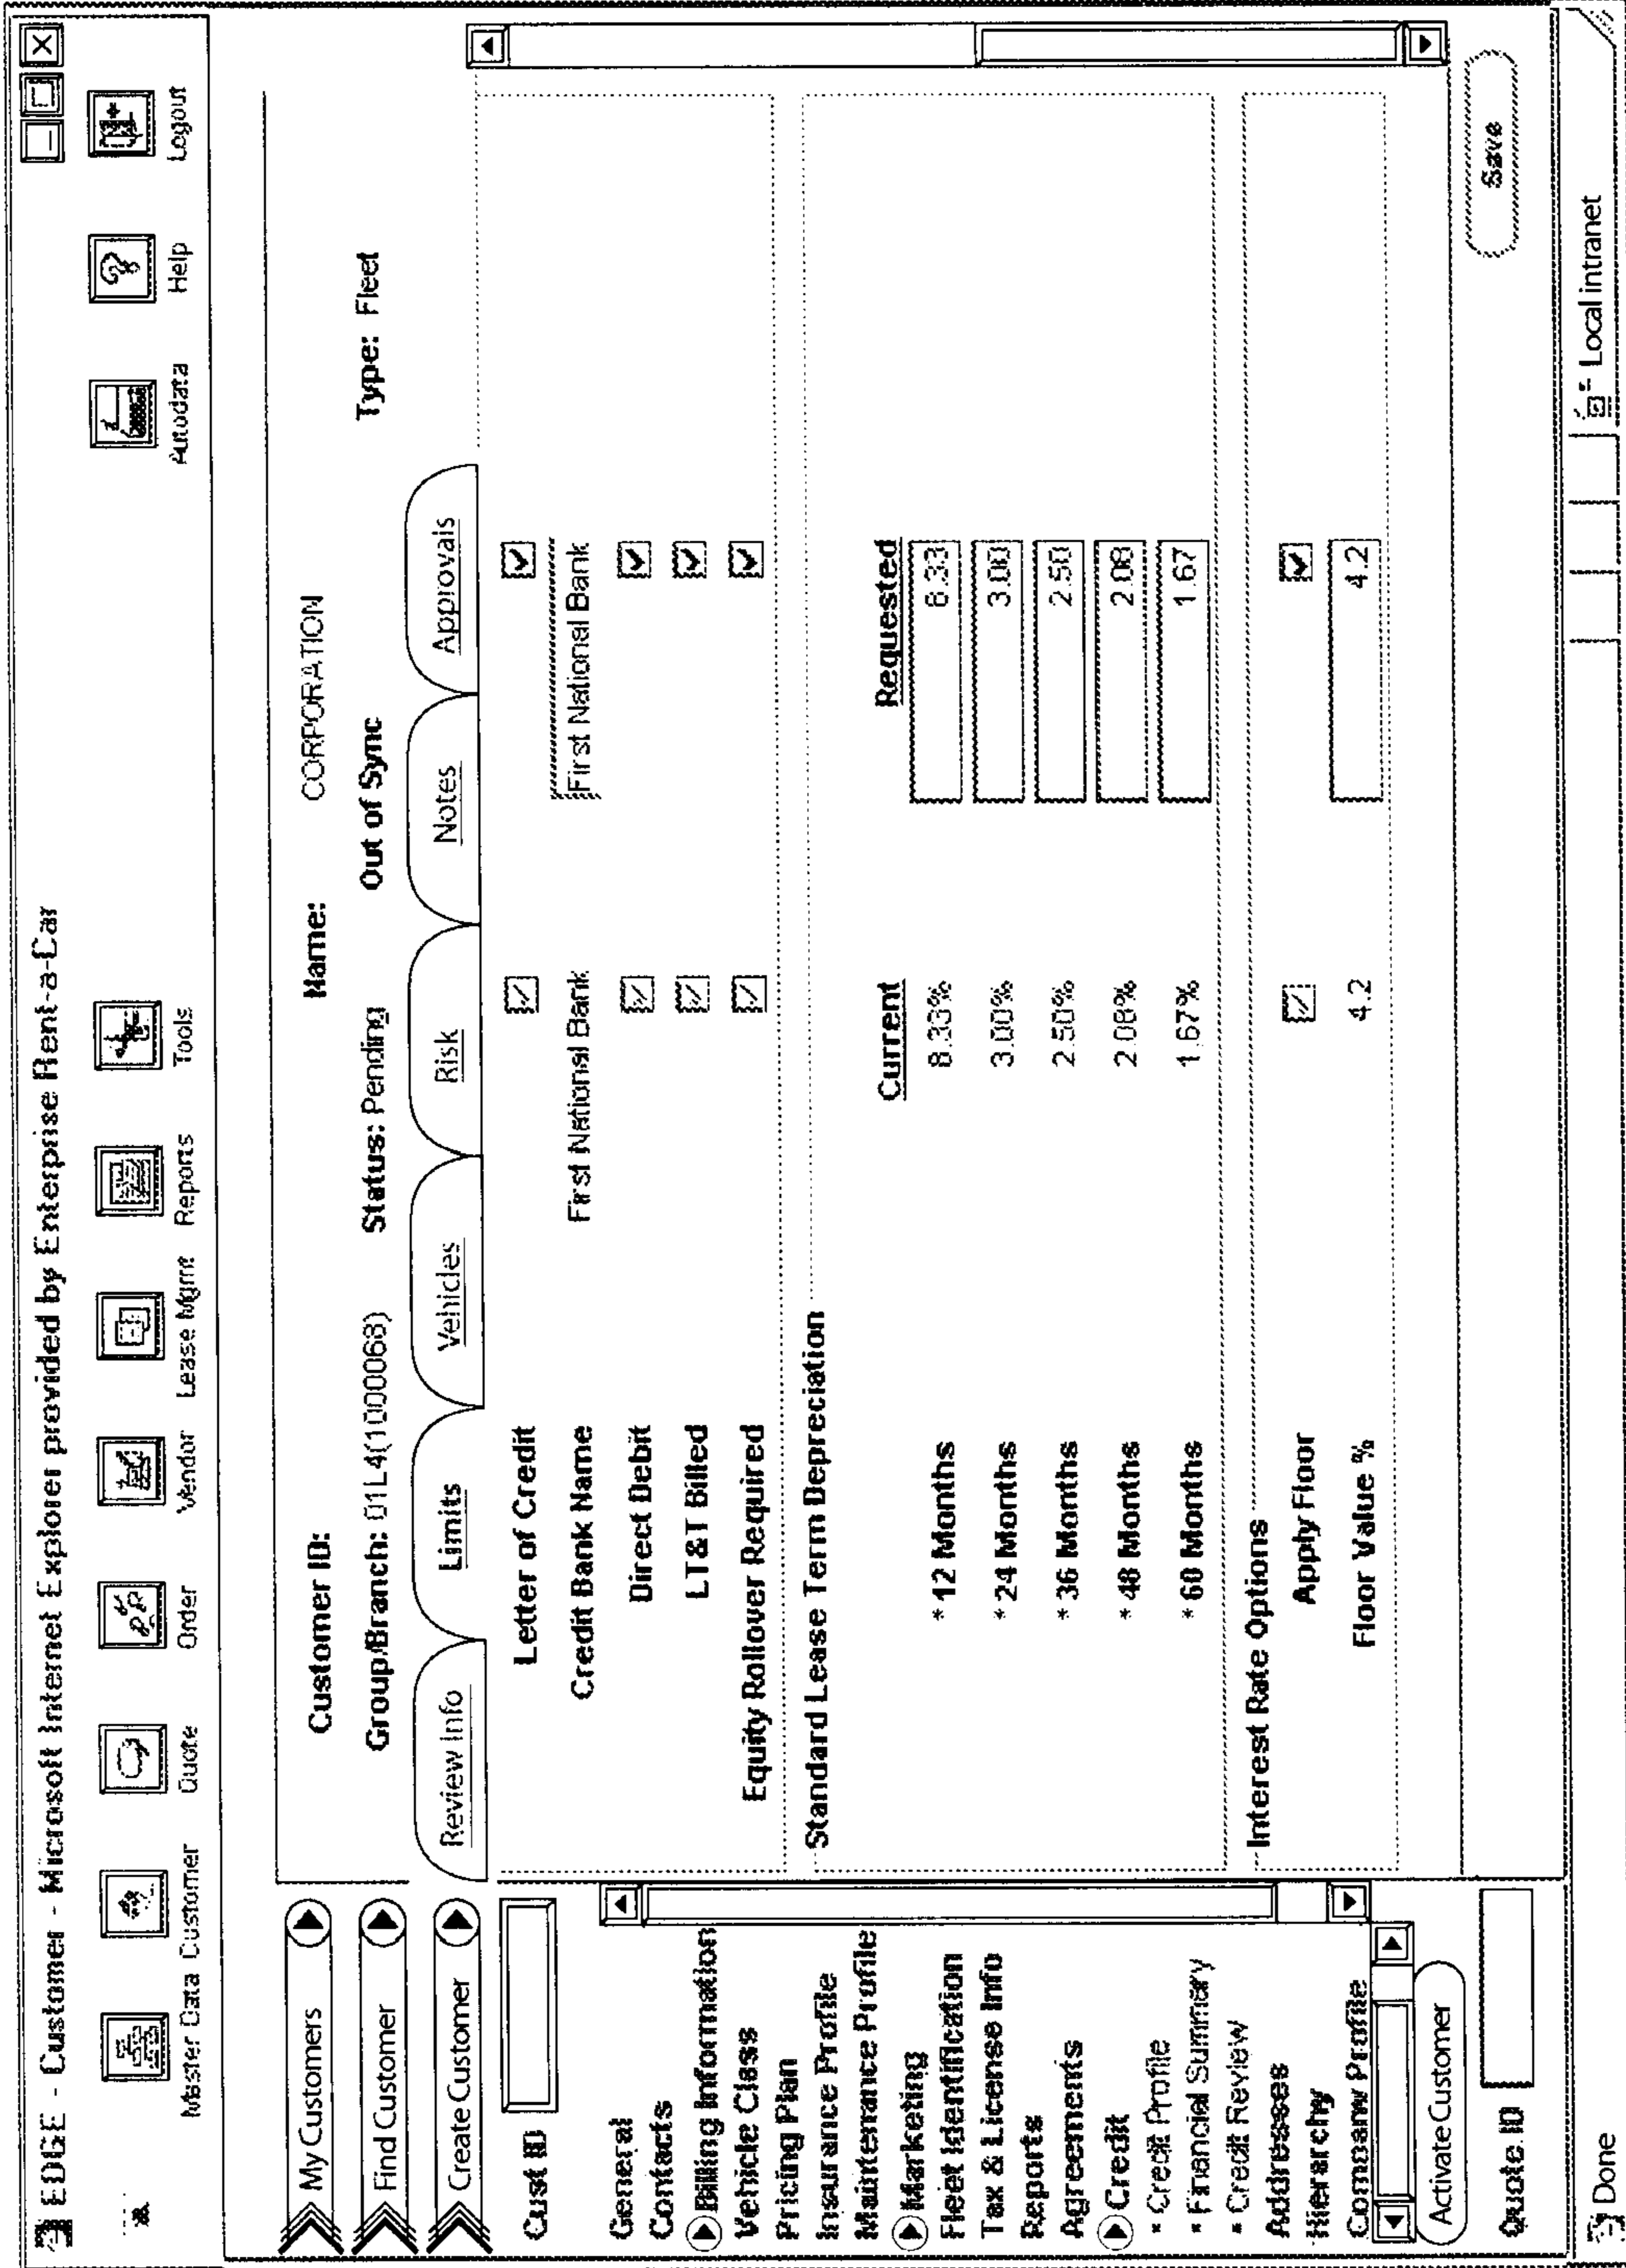 EDGE - Customer - Microsoft Internet Explorer provided by Enterprise Rent-a-Car
Master Data Customer Quote Order Vendor Lease Mgmt Reports Tools Autodata Help Logout
My Customers
Find Customer
Create Customer
Cust ID
General
Contacts
Billing Information
Vehicle Class
Pricing Plan
Insurance Profile
Maintenance Profile
Marketing
Fleet Identification
Tax & License Info
Reports
Agreements
Credit
* Credit Profile
* Financial Summary
* Credit Review
Addresses
Hierarchy
Company Profile
Activate Customer
Quote ID
Customer ID: Name: CORPORATION
Group/Branch: 01L4(1000068) Status: Pending Out of Sync Type: Fleet
Review Info Limits Vehicles Risk Notes Approvals
Letter of Credit
Credit Bank Name First National Bank First National Bank
Direct Debit
LT&T Billed
Equity Rollover Required
Standard Lease Term Depreciation
Current Requested
* 12 Months 8.33% 8.33
* 24 Months 3.00% 3.00
* 36 Months 2.50% 2.50
* 48 Months 2.08% 2.08
* 60 Months 1.67% 1.67
Interest Rate Options
Apply Floor
Floor Value % 4.2 4.2
Save
Done Local intranet